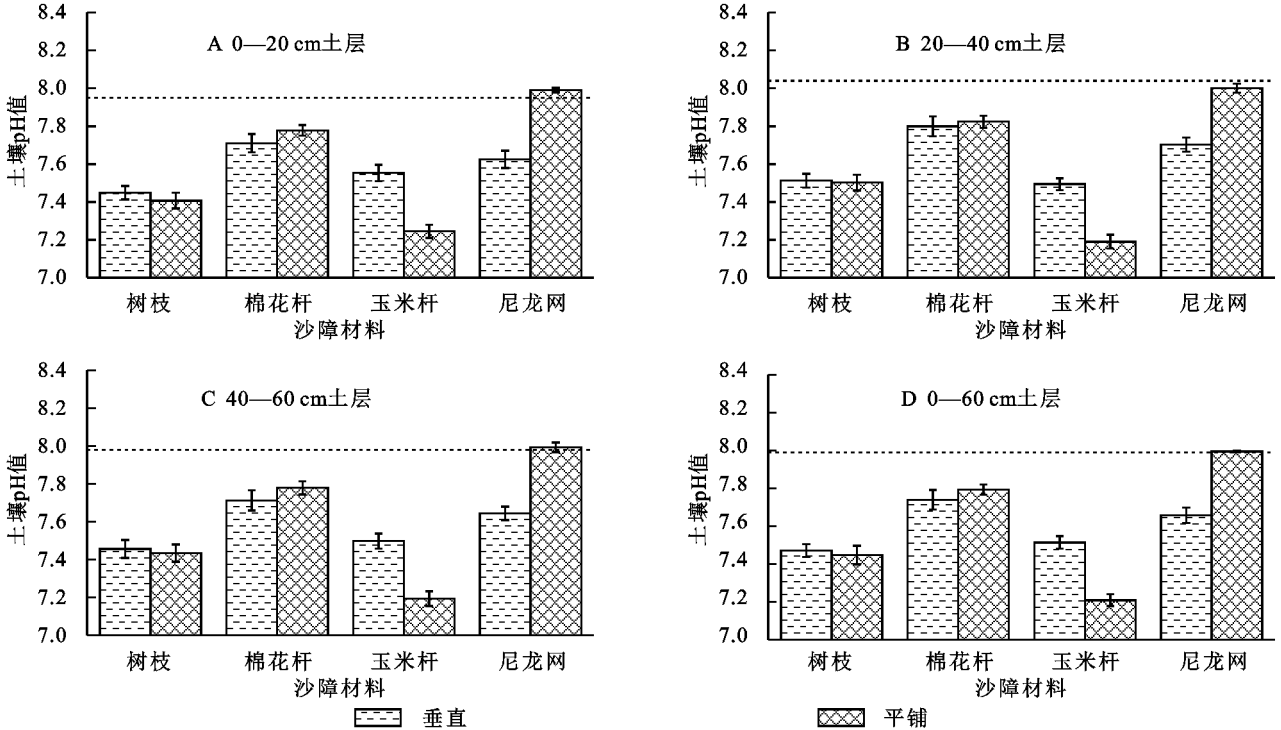 A 0—20 cm土层
土壤pH值
8.4
8.2
8.0
7.8
7.6
7.4
7.2
7.0
树枝 棉花杆 玉米杆 尼龙网
沙障材料
B 20—40 cm土层
土壤pH值
8.4
8.2
8.0
7.8
7.6
7.4
7.2
7.0
树枝 棉花杆 玉米杆 尼龙网
沙障材料
C 40—60 cm土层
土壤pH值
8.4
8.2
8.0
7.8
7.6
7.4
7.2
7.0
树枝 棉花杆 玉米杆 尼龙网
沙障材料
D 0—60 cm土层
土壤pH值
8.4
8.2
8.0
7.8
7.6
7.4
7.2
7.0
树枝 棉花杆 玉米杆 尼龙网
沙障材料
垂直 平铺